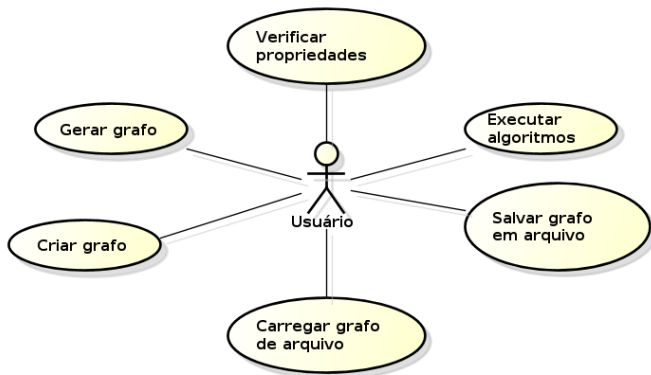 Verificar
propriedades
Gerar grafo
Executar
algoritmos
Usuário
Criar grafo
Salvar grafo
em arquivo
Carregar grafo
de arquivo